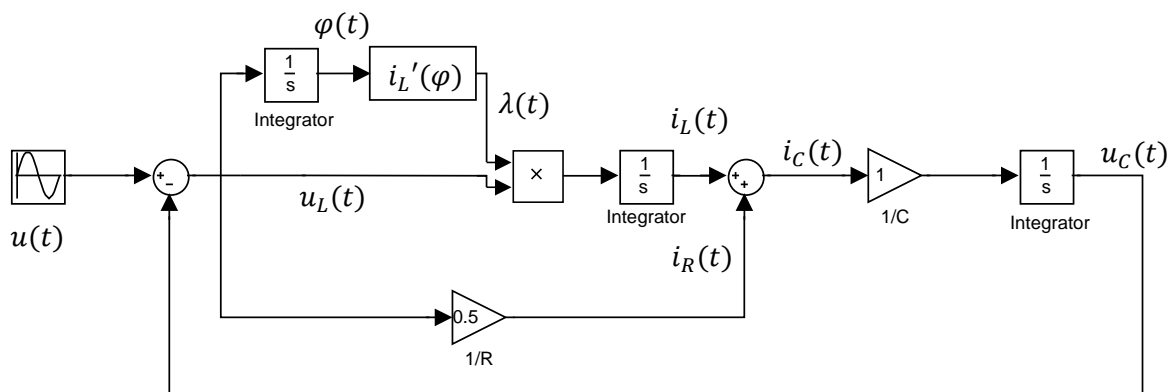 φ(t)
1
s
Integrator
i_L'(φ)
λ(t)
+
−
u(t)
u_L(t)
×
1
s
Integrator
i_L(t)
+
+
i_R(t)
i_C(t)
1
1/C
1
s
Integrator
u_C(t)
0.5
1/R